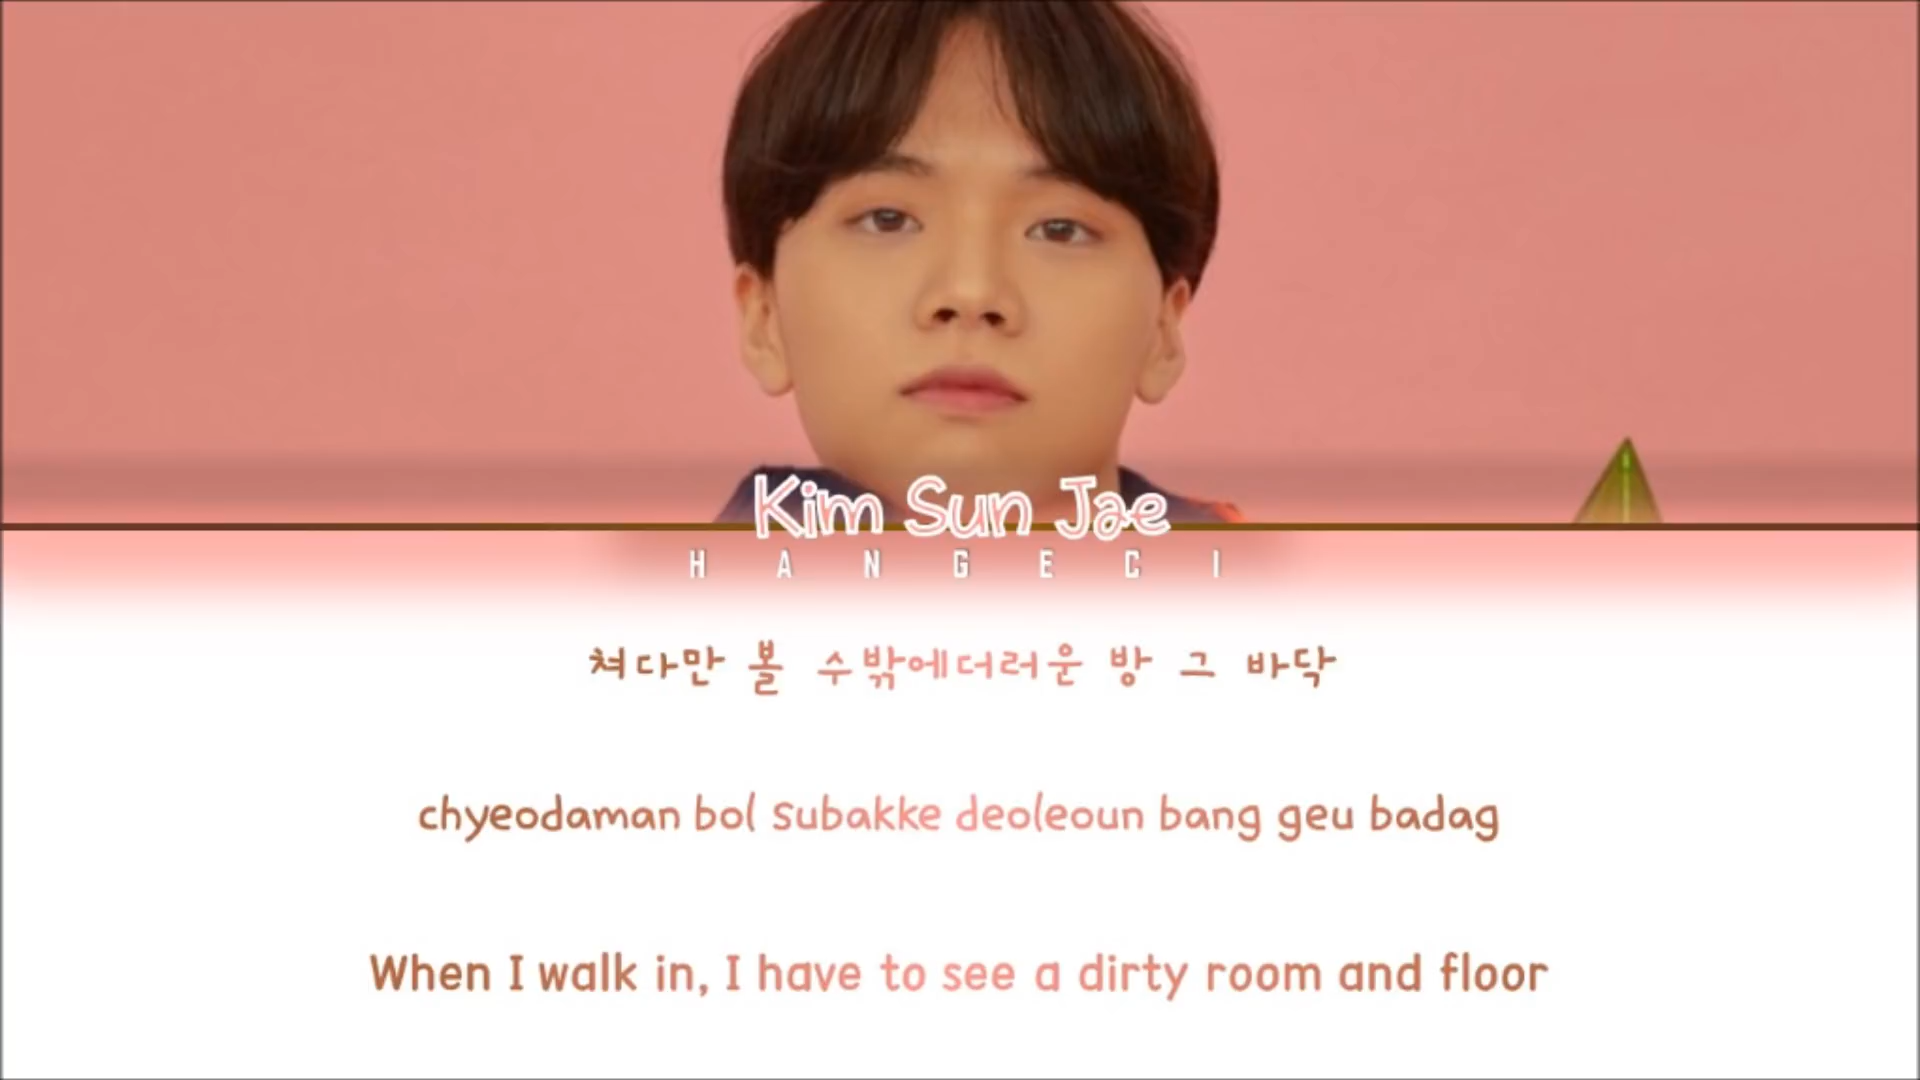 Kim Sun Jae
HANGECI
쳐다만 볼 수밖에더러운 방 그 바닥
chyeodaman bol subakke deoleoun bang geu badag
When I walk in, I have to see a dirty room and floor